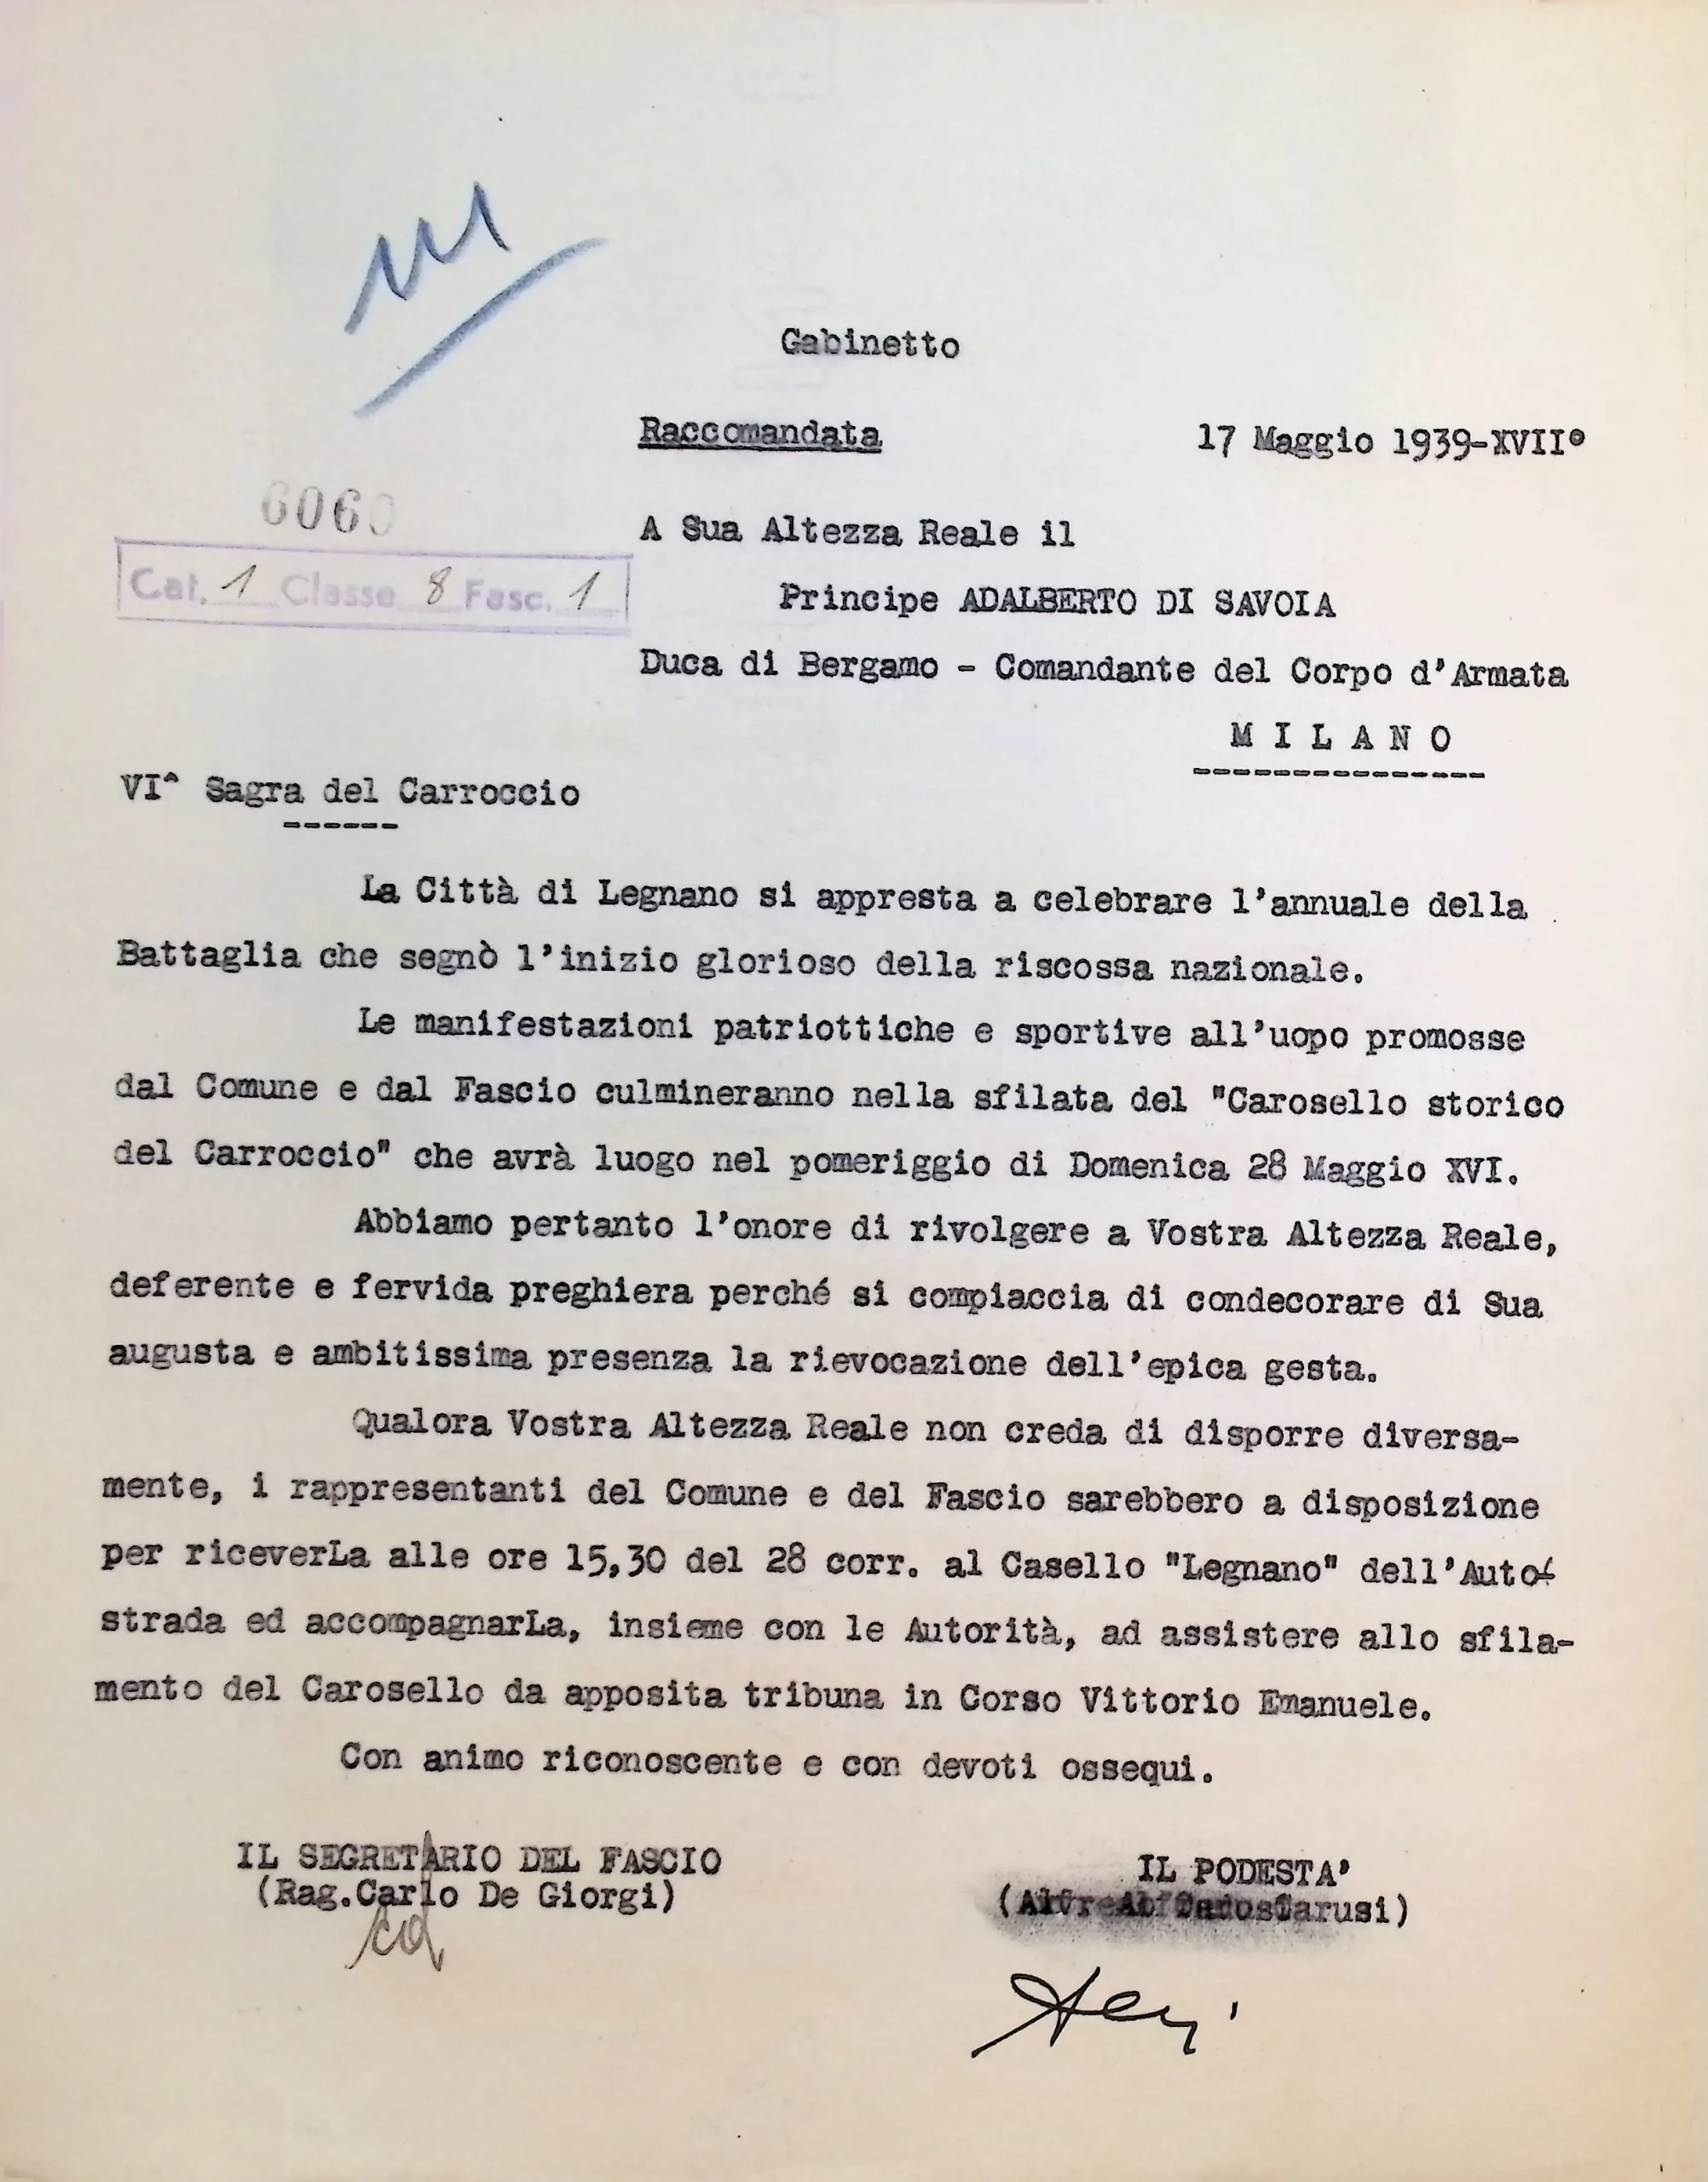 Gabinetto
Raccomandata 17 Maggio 1939-XVII°
606
Cat. 1 Classe 8 Fasc. 1
A Sua Altezza Reale il
Principe ADALBERTO DI SAVOIA
Duca di Bergamo - Comandante del Corpo d'Armata
M I L A N O
VI^ Sagra del Carroccio
La Città di Legnano si appresta a celebrare l'annuale della
Battaglia che segnò l'inizio glorioso della riscossa nazionale.
Le manifestazioni patriottiche e sportive all'uopo promosse
dal Comune e dal Fascio culmineranno nella sfilata del "Carosello storico
del Carroccio" che avrà luogo nel pomeriggio di Domenica 28 Maggio XVI.
Abbiamo pertanto l'onore di rivolgere a Vostra Altezza Reale,
deferente e fervida preghiera perché si compiaccia di condecorare di Sua
augusta e ambitissima presenza la rievocazione dell'epica gesta.
Qualora Vostra Altezza Reale non creda di disporre diversa-
mente, i rappresentanti del Comune e del Fascio sarebbero a disposizione
per riceverLa alle ore 15,30 del 28 corr. al Casello "Legnano" dell'Auto-
strada ed accompagnarLa, insieme con le Autorità, ad assistere allo sfila-
mento del Carosello da apposita tribuna in Corso Vittorio Emanuele.
Con animo riconoscente e con devoti ossequi.
IL SEGRETARIO DEL FASCIO
(Rag.Carlo De Giorgi)
IL PODESTA'